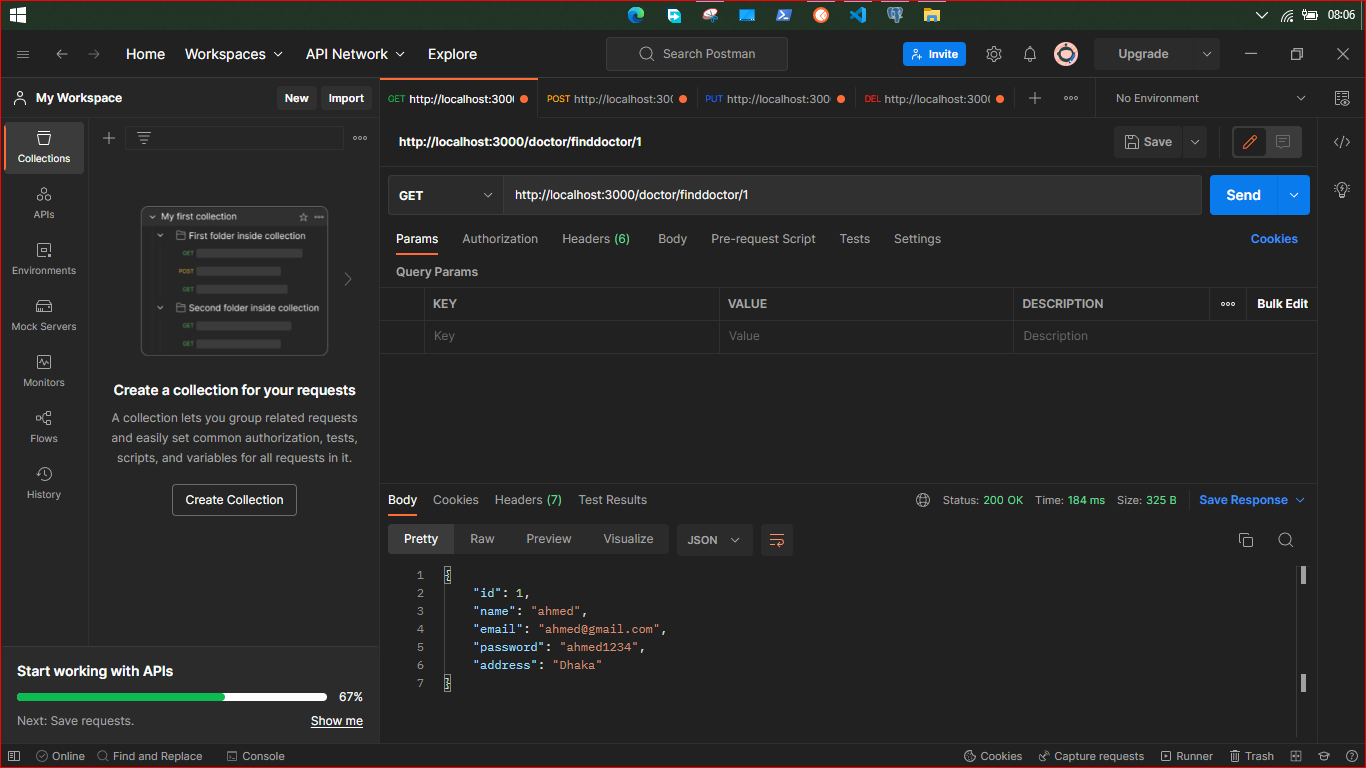 08:06
Home Workspaces API Network Explore Search Postman Invite Upgrade
My Workspace New Import
GET http://localhost:3000 POST http://localhost:300 PUT http://localhost:300 DEL http://localhost:300 No Environment
Collections
APIs
Environments
Mock Servers
Monitors
Flows
History
My first collection
First folder inside collection
GET
POST
GET
Second folder inside collection
GET
GET
Create a collection for your requests
A collection lets you group related requests
and easily set common authorization, tests,
scripts, and variables for all requests in it.
Create Collection
Start working with APIs
67%
Next: Save requests. Show me
http://localhost:3000/doctor/finddoctor/1 Save
GET http://localhost:3000/doctor/finddoctor/1 Send
Params Authorization Headers (6) Body Pre-request Script Tests Settings Cookies
Query Params
KEY VALUE DESCRIPTION Bulk Edit
Key Value Description
Body Cookies Headers (7) Test Results Status: 200 OK Time: 184 ms Size: 325 B Save Response
Pretty Raw Preview Visualize JSON
1 {
2 "id": 1,
3 "name": "ahmed",
4 "email": "ahmed@gmail.com",
5 "password": "ahmed1234",
6 "address": "Dhaka"
7 }
Online Find and Replace Console Cookies Capture requests Runner Trash